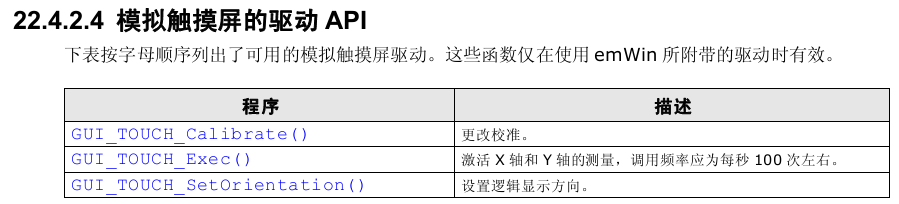 22.4.2.4 模拟触摸屏的驱动 API
下表按字母顺序列出了可用的模拟触摸屏驱动。这些函数仅在使用 emWin 所附带的驱动时有效。
程序 描述
GUI_TOUCH_Calibrate() 更改校准。
GUI_TOUCH_Exec() 激活 X 轴和 Y 轴的测量，调用频率应为每秒 100 次左右。
GUI_TOUCH_SetOrientation() 设置逻辑显示方向。